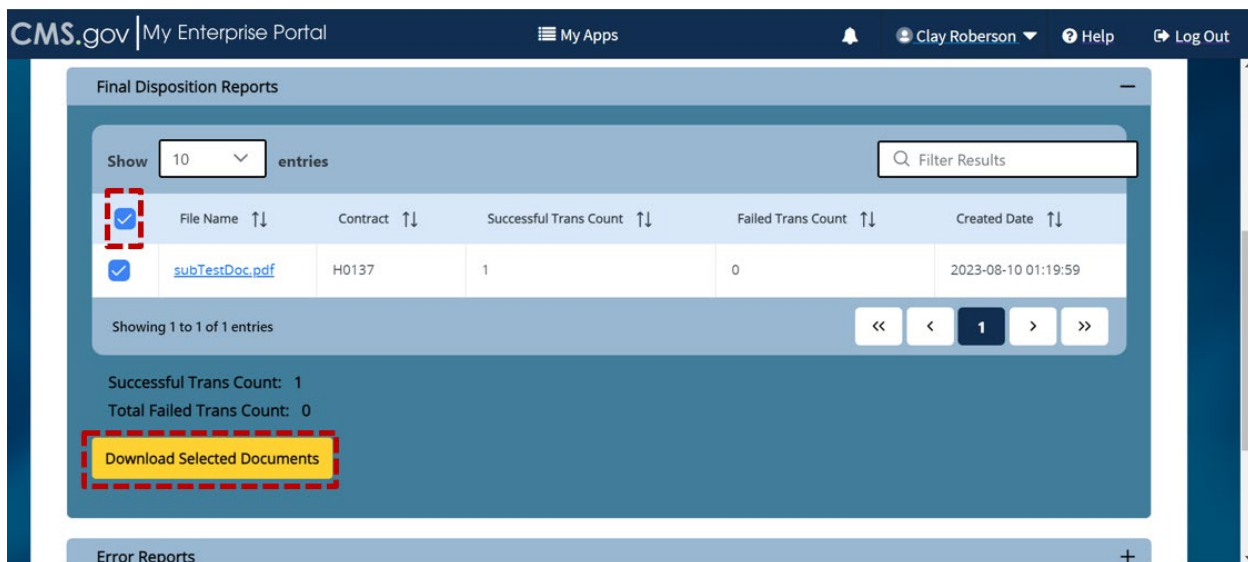 CMS.gov My Enterprise Portal My Apps Clay Roberson Help Log Out
Final Disposition Reports
Show 10 entries Filter Results
File Name Contract Successful Trans Count Failed Trans Count Created Date
subTestDoc.pdf H0137 1 0 2023-08-10 01:19:59
Showing 1 to 1 of 1 entries « < 1 > »
Successful Trans Count: 1
Total Failed Trans Count: 0
Download Selected Documents
Error Reports